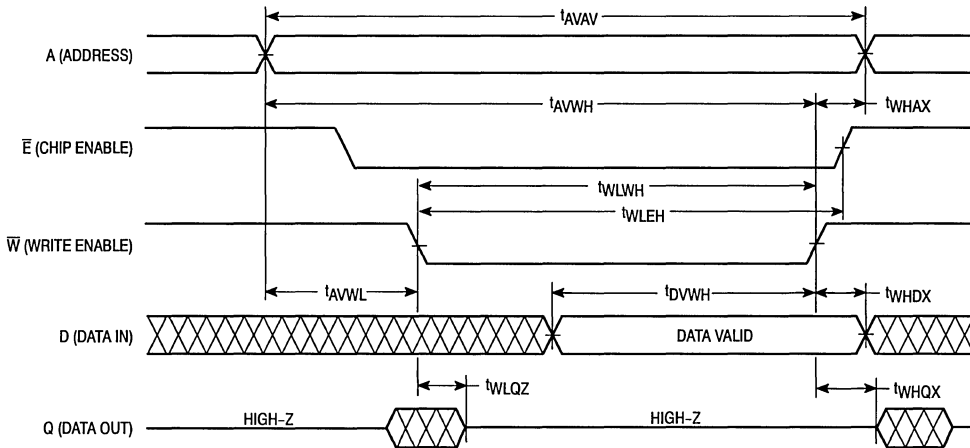 tAVAV
A (ADDRESS)
tAVWH
tWHAX
E̅ (CHIP ENABLE)
tWLWH
tWLEH
W̅ (WRITE ENABLE)
tAVWL
tDVWH
tWHDX
D (DATA IN)
DATA VALID
tWLQZ
tWHQX
Q (DATA OUT)
HIGH–Z
HIGH–Z